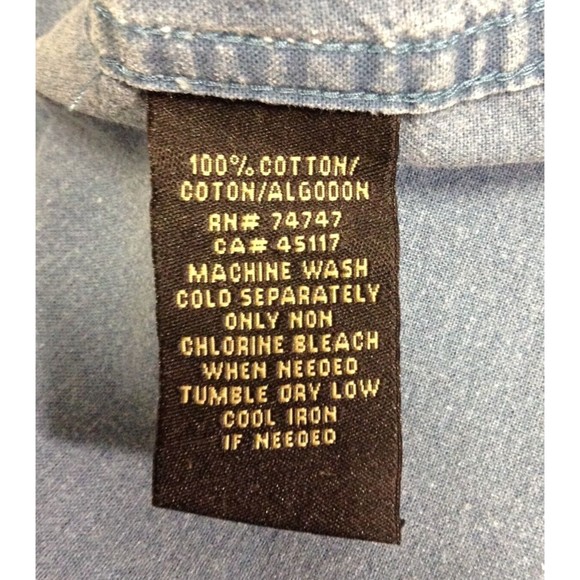 100% COTTON/
COTON/ALGODON
RN# 74747
CA# 45117
MACHINE WASH
COLD SEPARATELY
ONLY NON
CHLORINE BLEACH
WHEN NEEDED
TUMBLE DRY LOW
COOL IRON
IF NEEDED